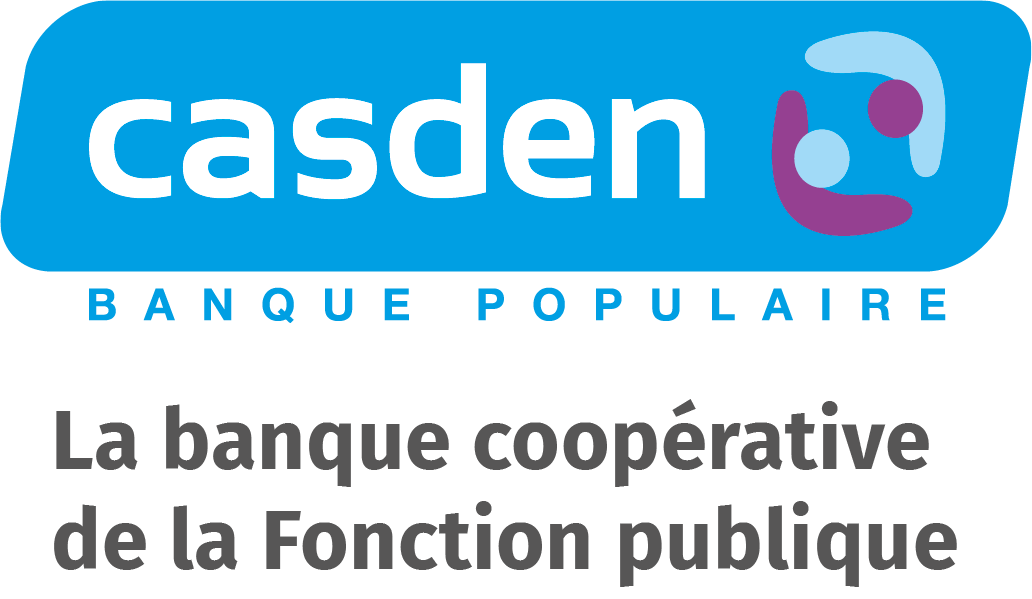 casden
BANQUE POPULAIRE
La banque coopérative
de la Fonction publique